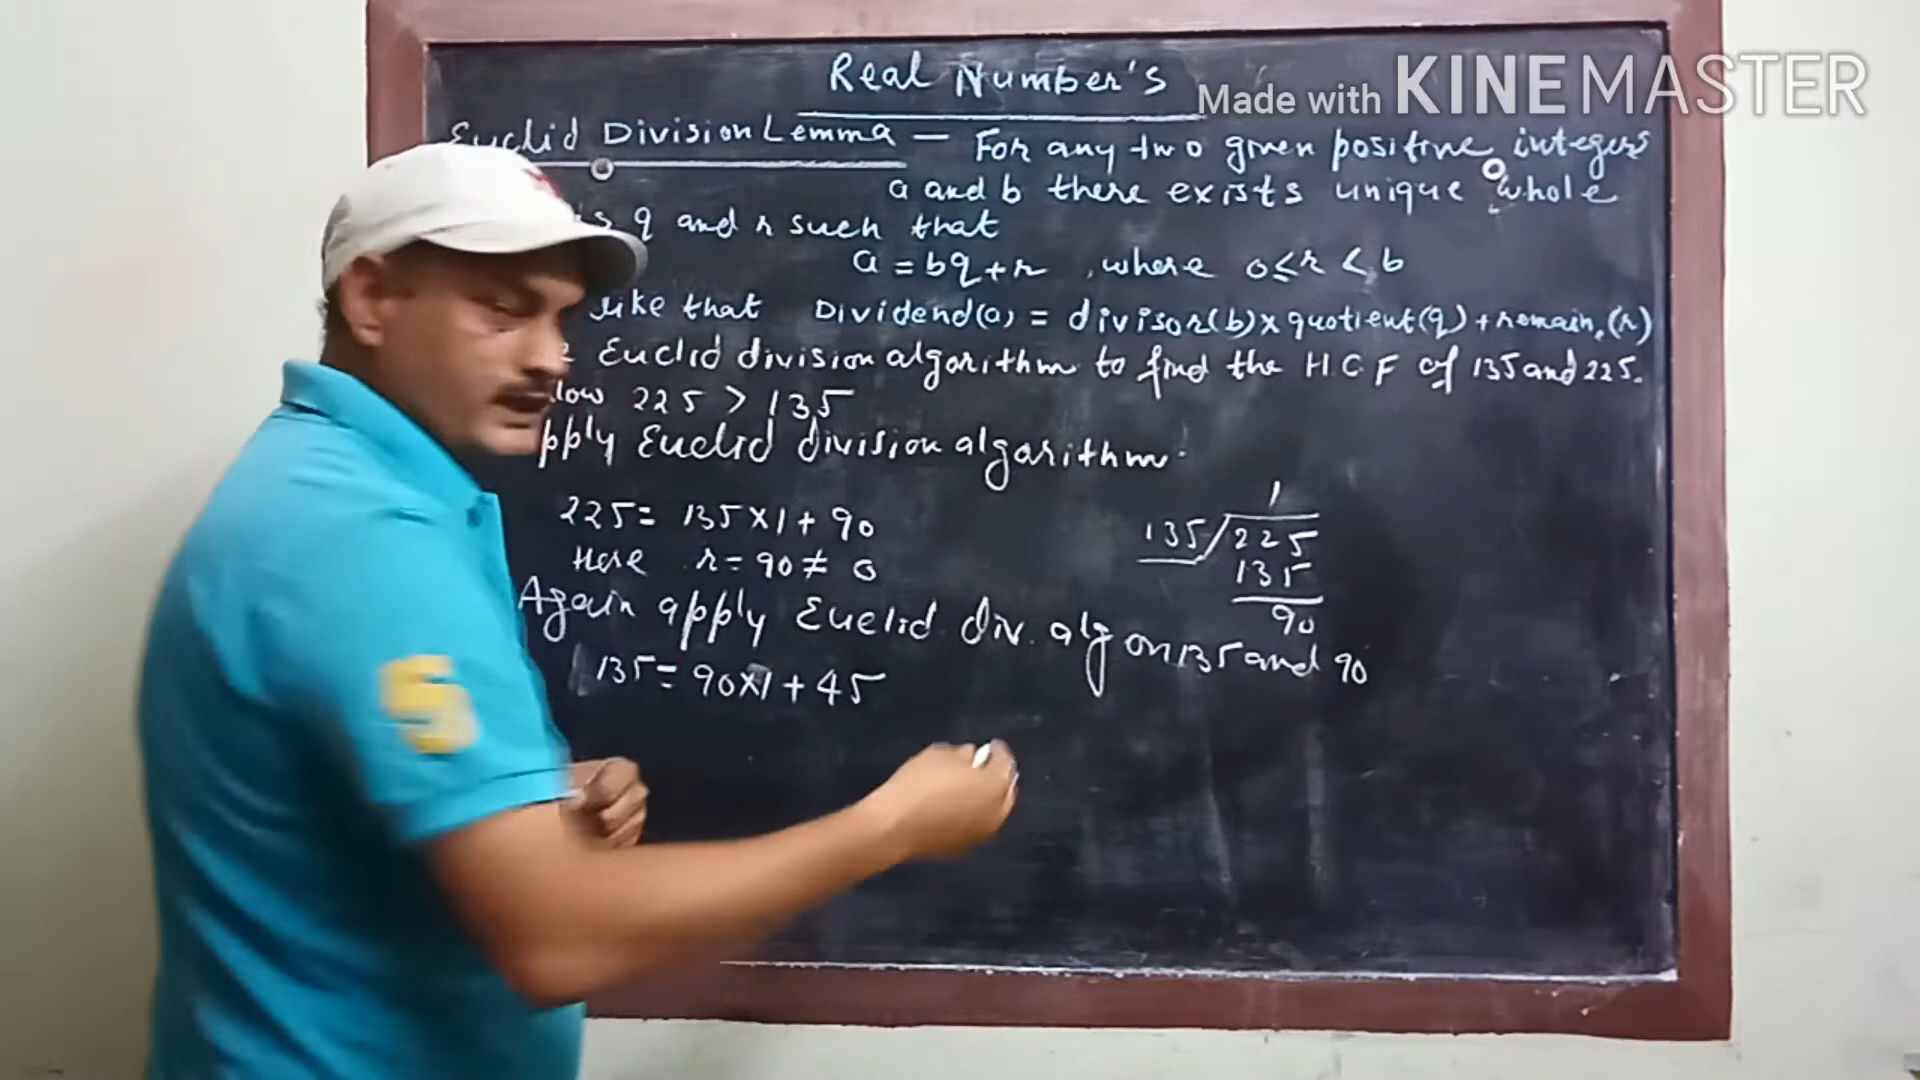 Real Number's
Made with KINEMASTER
Euclid Division Lemma — For any two given positive integers
a and b there exists unique whole
q and r such that
a = bq + r , where 0 ≤ r < b
like that Dividend(a) = divisor(b) x quotient(q) + remain.(r)
Euclid division algorithm to find the H.C.F of 135 and 225.
225 > 135
pply Euclid division algorithm.
225 = 135 x 1 + 90
Here r = 90 ≠ 0
Again apply Euclid div. alg on 135 and 90
135 = 90 x 1 + 45
1
135 225
135
90
5